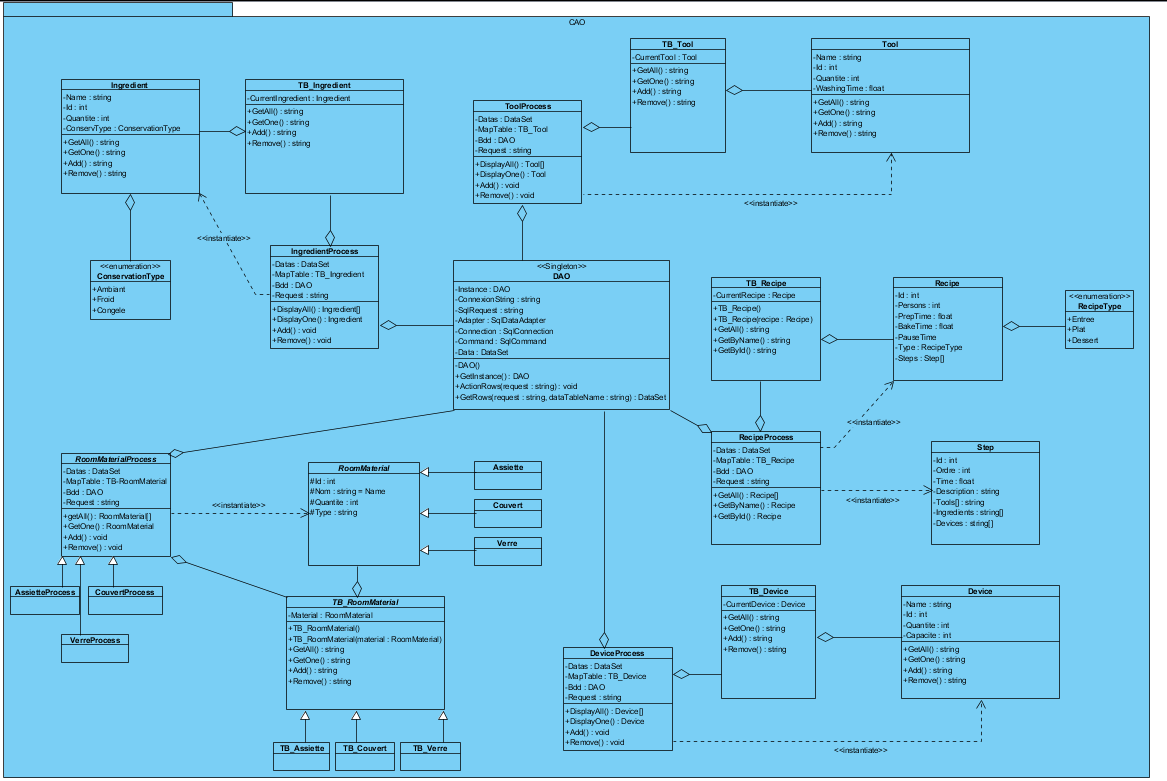 CAO
TB_Tool
-CurrentTool : Tool
+GetAll() : string
+GetOne() : string
+Add() : string
+Remove() : string
Tool
-Name : string
-Id : int
-Quantite : int
-WashingTime : float
+GetAll() : string
+GetOne() : string
+Add() : string
+Remove() : string
Ingredient
-Name : string
-Id : int
-Quantite : int
-ConservType : ConservationType
+GetAll() : string
+GetOne() : string
+Add() : string
+Remove() : string
TB_Ingredient
-CurrentIngredient : Ingredient
+GetAll() : string
+GetOne() : string
+Add() : string
+Remove() : string
ToolProcess
-Datas : DataSet
-MapTable : TB_Tool
-Bdd : DAO
-Request : string
+DisplayAll() : Tool[]
+DisplayOne() : Tool
+Add() : void
+Remove() : void
<<instantiate>>
<<instantiate>>
<<enumeration>>
ConservationType
+Ambiant
+Froid
+Congele
IngredientProcess
-Datas : DataSet
-MapTable : TB_Ingredient
-Bdd : DAO
-Request : string
+DisplayAll() : Ingredient[]
+DisplayOne() : Ingredient
+Add() : void
+Remove() : void
<<Singleton>>
DAO
-Instance : DAO
-ConnexionString : string
-SqlRequest : string
-Adapter : SqlDataAdapter
-Connection : SqlConnection
-Command : SqlCommand
-Data : DataSet
-DAO()
+GetInstance() : DAO
+ActionRows(request : string) : void
+GetRows(request : string, dataTableName : string) : DataSet
TB_Recipe
-CurrentRecipe : Recipe
+TB_Recipe()
+TB_Recipe(recipe : Recipe)
+GetAll() : string
+GetByName() : string
+GetById() : string
Recipe
-Id : int
-Persons : int
-PrepTime : float
-BakeTime : float
-PauseTime
-Type : RecipeType
-Steps : Step[]
<<enumeration>>
RecipeType
+Entree
+Plat
+Dessert
<<instantiate>>
RecipeProcess
-Datas : DataSet
-MapTable : TB_Recipe
-Bdd : DAO
-Request : string
+GetAll() : Recipe[]
+GetByName() : Recipe
+GetById() : Recipe
<<instantiate>>
Step
-Id : int
-Ordre : int
-Time : float
-Description : string
-Tools[] : string
-Ingredients : string[]
-Devices : string[]
RoomMaterialProcess
-Datas : DataSet
-MapTable : TB-RoomMaterial
-Bdd : DAO
-Request : string
+getAll() : RoomMaterial[]
+GetOne() : RoomMaterial
+Add() : void
+Remove() : void
<<instantiate>>
RoomMaterial
#Id : int
#Nom : string = Name
#Quantite : int
#Type : string
Assiette
Couvert
Verre
AssietteProcess
CouvertProcess
VerreProcess
TB_RoomMaterial
-Material : RoomMaterial
+TB_RoomMaterial()
+TB_RoomMaterial(material : RoomMaterial)
+GetAll() : string
+GetOne() : string
+Add() : string
+Remove() : string
TB_Assiette
TB_Couvert
TB_Verre
DeviceProcess
-Datas : DataSet
-MapTable : TB_Device
-Bdd : DAO
-Request : string
+DisplayAll() : Device[]
+DisplayOne() : Device
+Add() : void
+Remove() : void
TB_Device
-CurrentDevice : Device
+GetAll() : string
+GetOne() : string
+Add() : string
+Remove() : string
Device
-Name : string
-Id : int
-Quantite : int
-Capacite : int
+GetAll() : string
+GetOne() : string
+Add() : string
+Remove() : string
<<instantiate>>